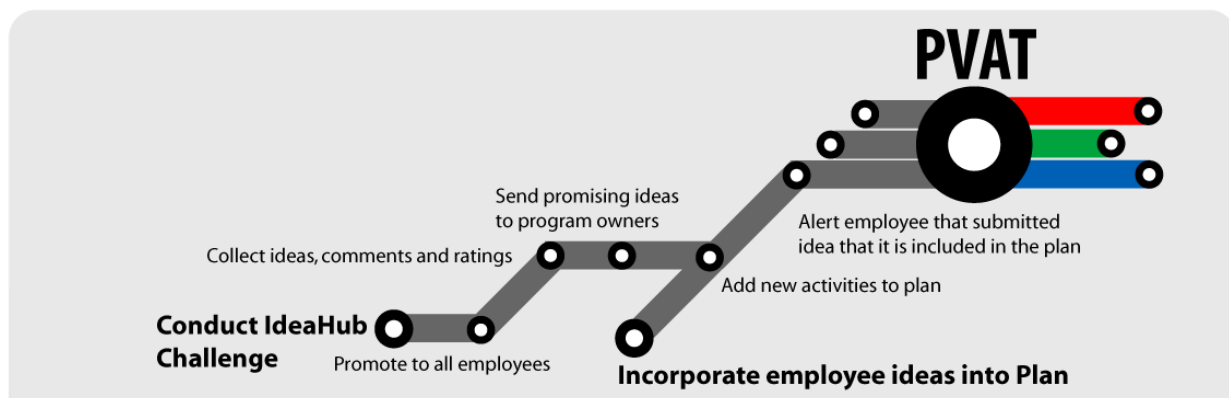 PVAT
Send promising ideas
to program owners
Alert employee that submitted
idea that it is included in the plan
Collect ideas, comments and ratings
Add new activities to plan
Conduct IdeaHub
Challenge
Promote to all employees
Incorporate employee ideas into Plan